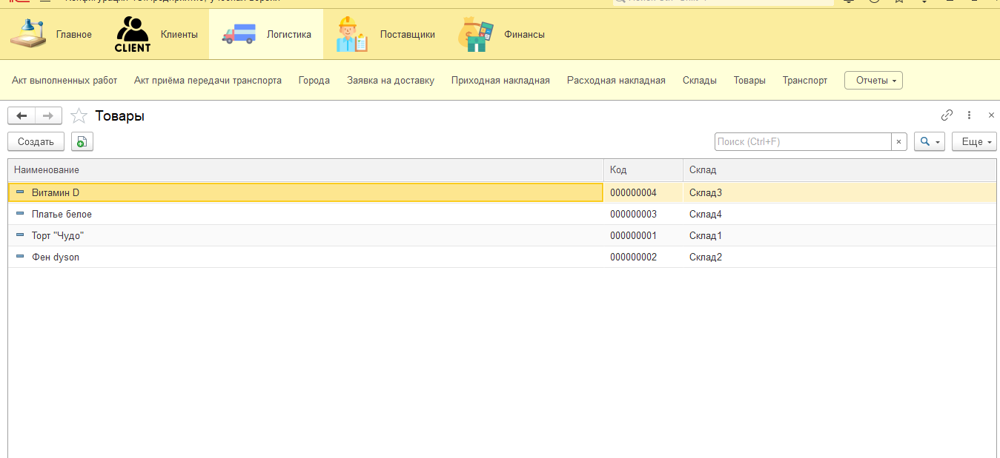 Главное
CLIENT
Клиенты
Логистика
Поставщики
Финансы
Акт выполненных работ Акт приёма передачи транспорта Города Заявка на доставку Приходная накладная Расходная накладная Склады Товары Транспорт Отчеты
Товары
Создать
Поиск (Ctrl+F)
Еще
Наименование Код Склад
Витамин D 000000004 Склад3
Платье белое 000000003 Склад4
Торт "Чудо" 000000001 Склад1
Фен dyson 000000002 Склад2